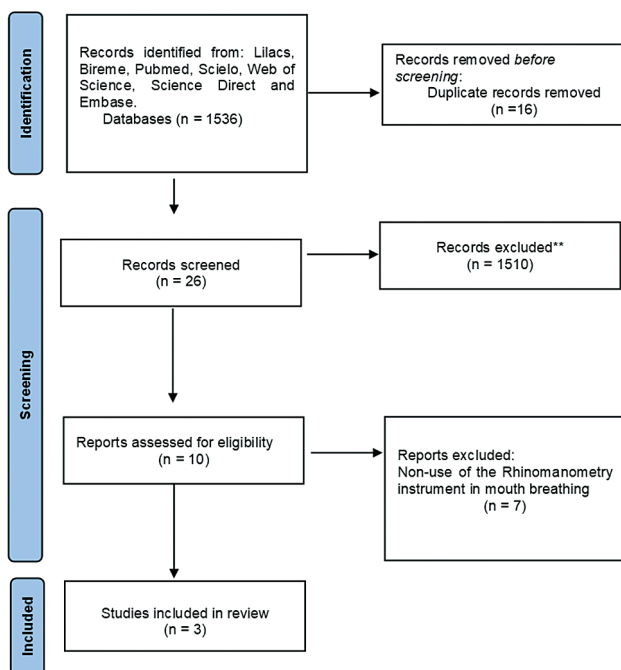 Identification
Records identified from: Lilacs,
Bireme, Pubmed, Scielo, Web of
Science, Science Direct and
Embase.
Databases (n = 1536)
Records removed before
screening:
Duplicate records removed
(n =16)
Screening
Records screened
(n = 26)
Records excluded**
(n = 1510)
Reports assessed for eligibility
(n = 10)
Reports excluded:
Non-use of the Rhinomanometry
instrument in mouth breathing
(n = 7)
Included
Studies included in review
(n = 3)